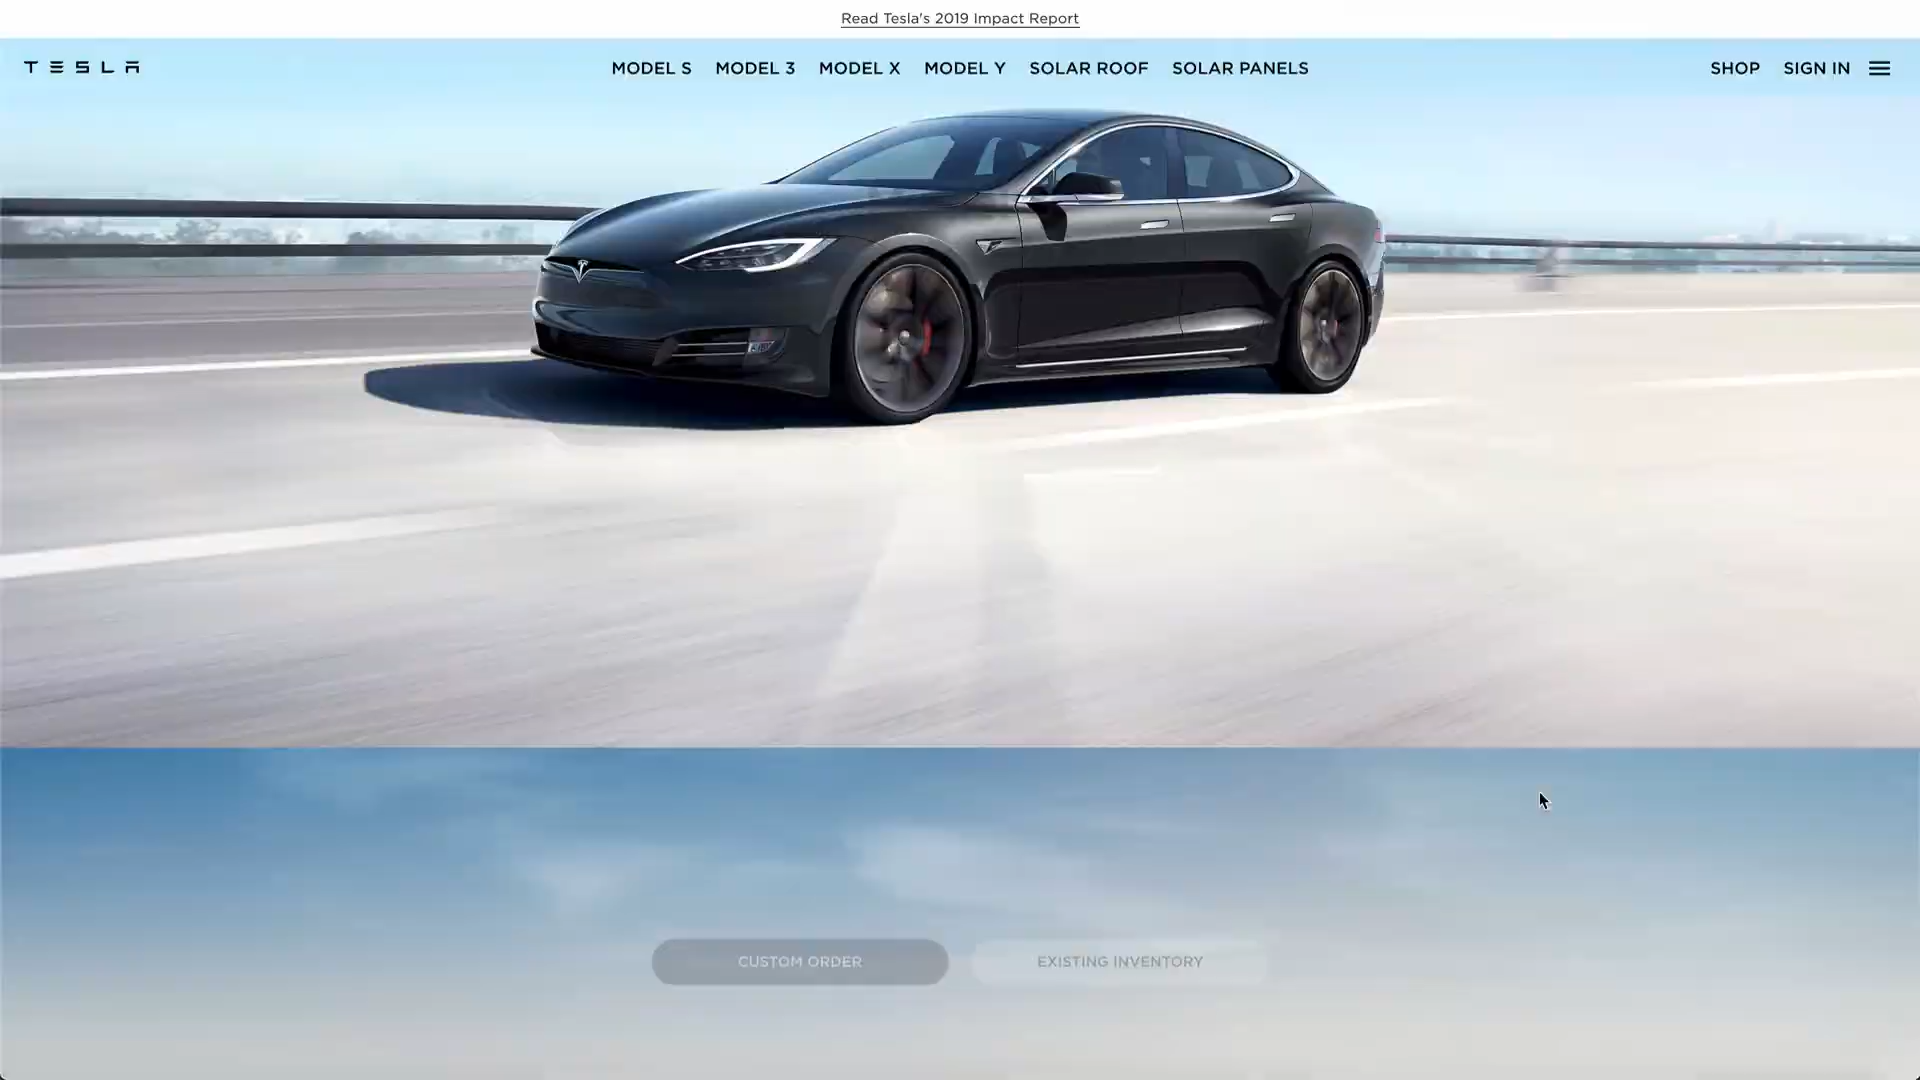 Read Tesla's 2019 Impact Report
TESLA MODEL S MODEL 3 MODEL X MODEL Y SOLAR ROOF SOLAR PANELS SHOP SIGN IN
CUSTOM ORDER EXISTING INVENTORY